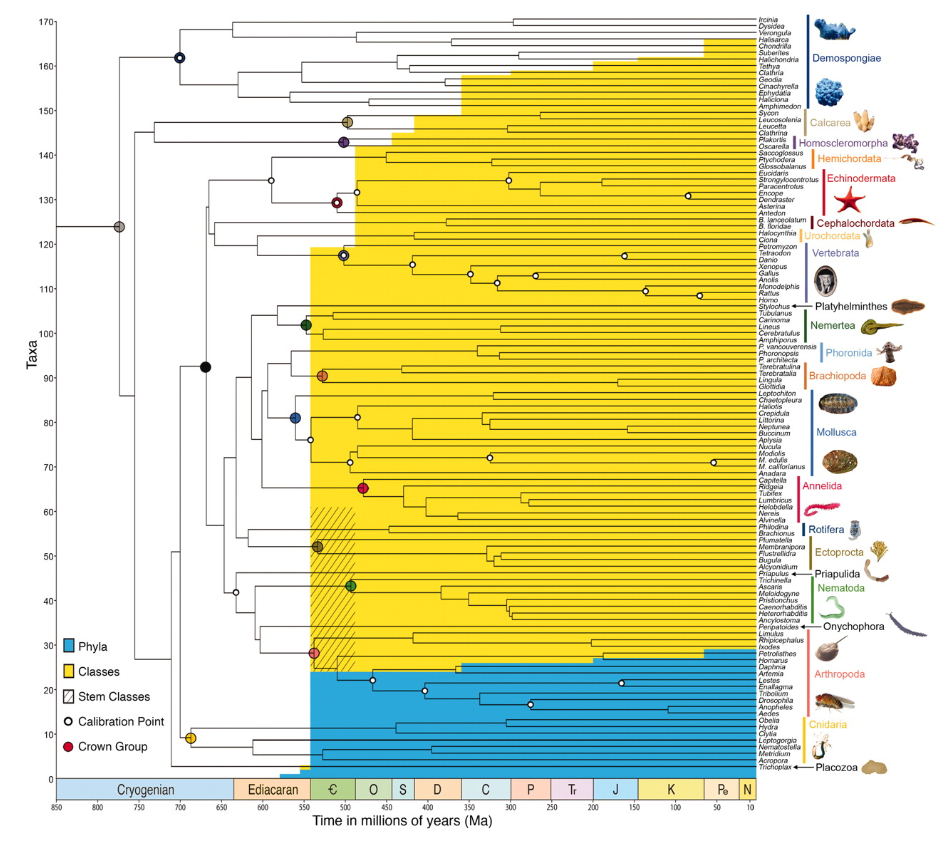 170
160
150
140
130
120
110
100
90
80
70
60
50
40
30
20
10
0
Taxa
Ircinia
Dysidea
Verongula
Halisarca
Chondrilla
Suberites
Halichondria
Tethya
Clathria
Geodia
Cinachyrella
Ephydatia
Haliclona
Amphimedon
Sycon
Leucosolenia
Leucetta
Clathrina
Plakortis
Oscarella
Saccoglossus
Ptychodera
Glossobalanus
Eucidaris
Strongylocentrotus
Paracentrotus
Encope
Dendraster
Asterina
Antedon
B. lanceolatum
B. floridae
Halocynthia
Ciona
Petromyzon
Tetraodon
Danio
Xenopus
Gallus
Anolis
Monodelphis
Rattus
Homo
Stylochus
Tubulanus
Carinoma
Lineus
Cerebratulus
Amphiporus
P. vancouverensis
Phoronopsis
P. architecta
Terebratulina
Terebratalia
Lingula
Glottidia
Leptochiton
Chaetopleura
Haliotis
Crepidula
Littorina
Neptunea
Buccinum
Aplysia
Nucula
Modiolis
M. edulis
M. califorianus
Anadara
Capitella
Ridgeia
Tubifex
Lumbricus
Helobdella
Nereis
Alvinella
Philodina
Brachionus
Plumatella
Membranipora
Flustrellidra
Bugula
Alcyonidium
Priapulus
Trichinella
Ascaris
Meloidogyne
Pristionchus
Caenorhabditis
Heterorhabditis
Ancylostoma
Peripatoides
Limulus
Rhipicephalus
Ixodes
Petrolisthes
Homarus
Daphnia
Artemia
Lestes
Enallagma
Tribolium
Drosophila
Anopheles
Aedes
Obelia
Hydra
Clytia
Leptogorgia
Nematostella
Metridium
Acropora
Trichoplax
Demospongiae
Calcarea
Homoscleromorpha
Hemichordata
Echinodermata
Cephalochordata
Urochordata
Vertebrata
Platyhelminthes
Nemertea
Phoronida
Brachiopoda
Mollusca
Annelida
Rotifera
Ectoprocta
Priapulida
Nematoda
Onychophora
Arthropoda
Cnidaria
Placozoa
Phyla
Classes
Stem Classes
Calibration Point
Crown Group
Cryogenian Ediacaran Є O S D C P Tr J K Pe N
850 800 750 700 650 600 550 500 450 400 350 300 250 200 150 100 50 0
Time in millions of years (Ma)